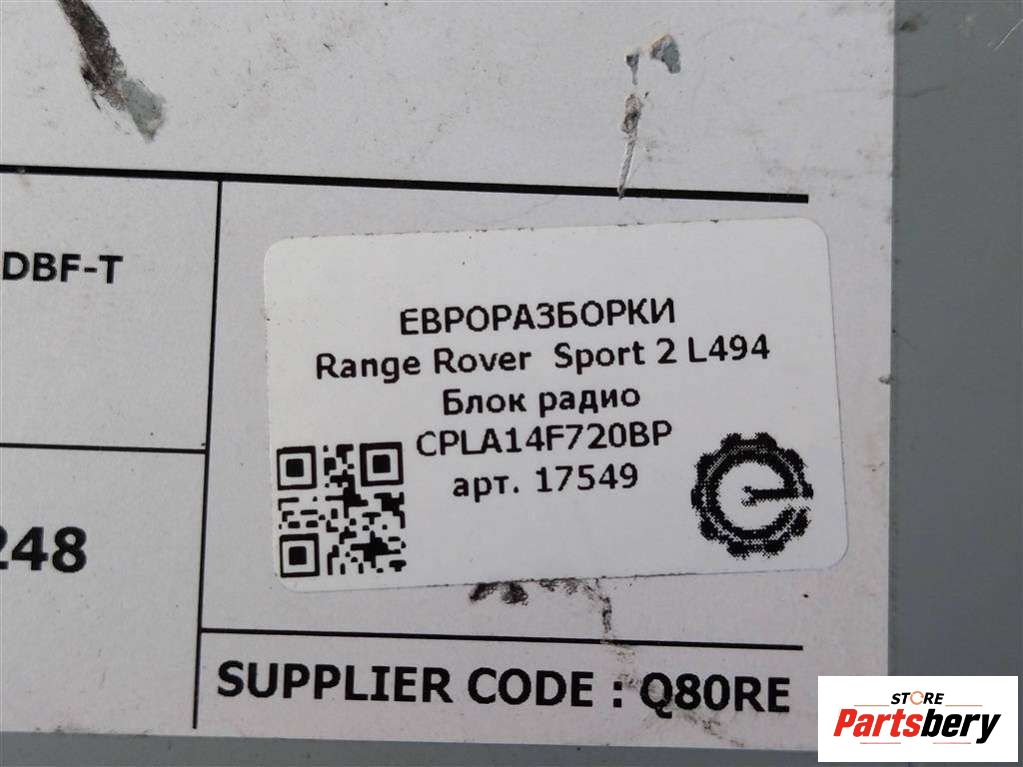 DBF-T
ЕВРОРАЗБОРКИ
Range Rover Sport 2 L494
Блок радио
CPLA14F720BP
арт. 17549
248
SUPPLIER CODE : Q80RE
STORE
Partsbery